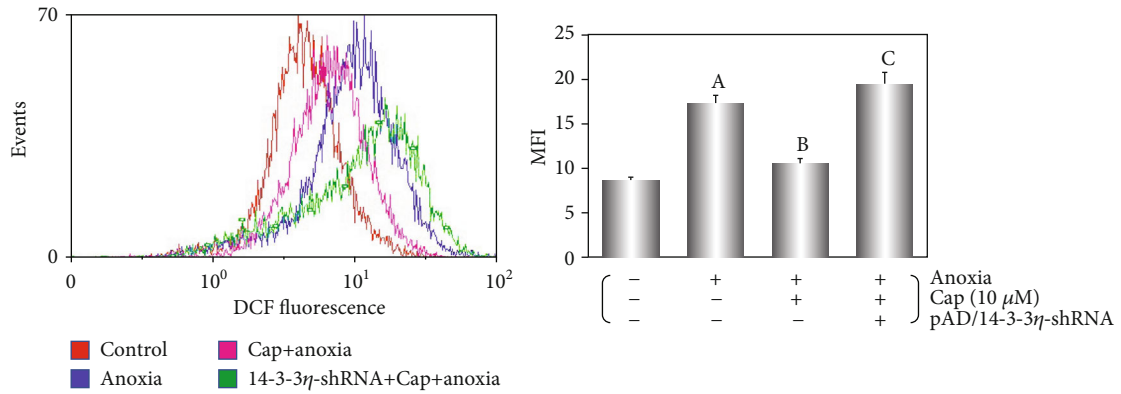 70
Events
0
0
10⁰
10¹
10²
DCF fluorescence
Control
Anoxia
Cap+anoxia
14-3-3η-shRNA+Cap+anoxia
25
20
15
10
5
0
MFI
A
B
C
− + + + Anoxia
− − + + Cap (10 μM)
− − − + pAD/14-3-3η-shRNA